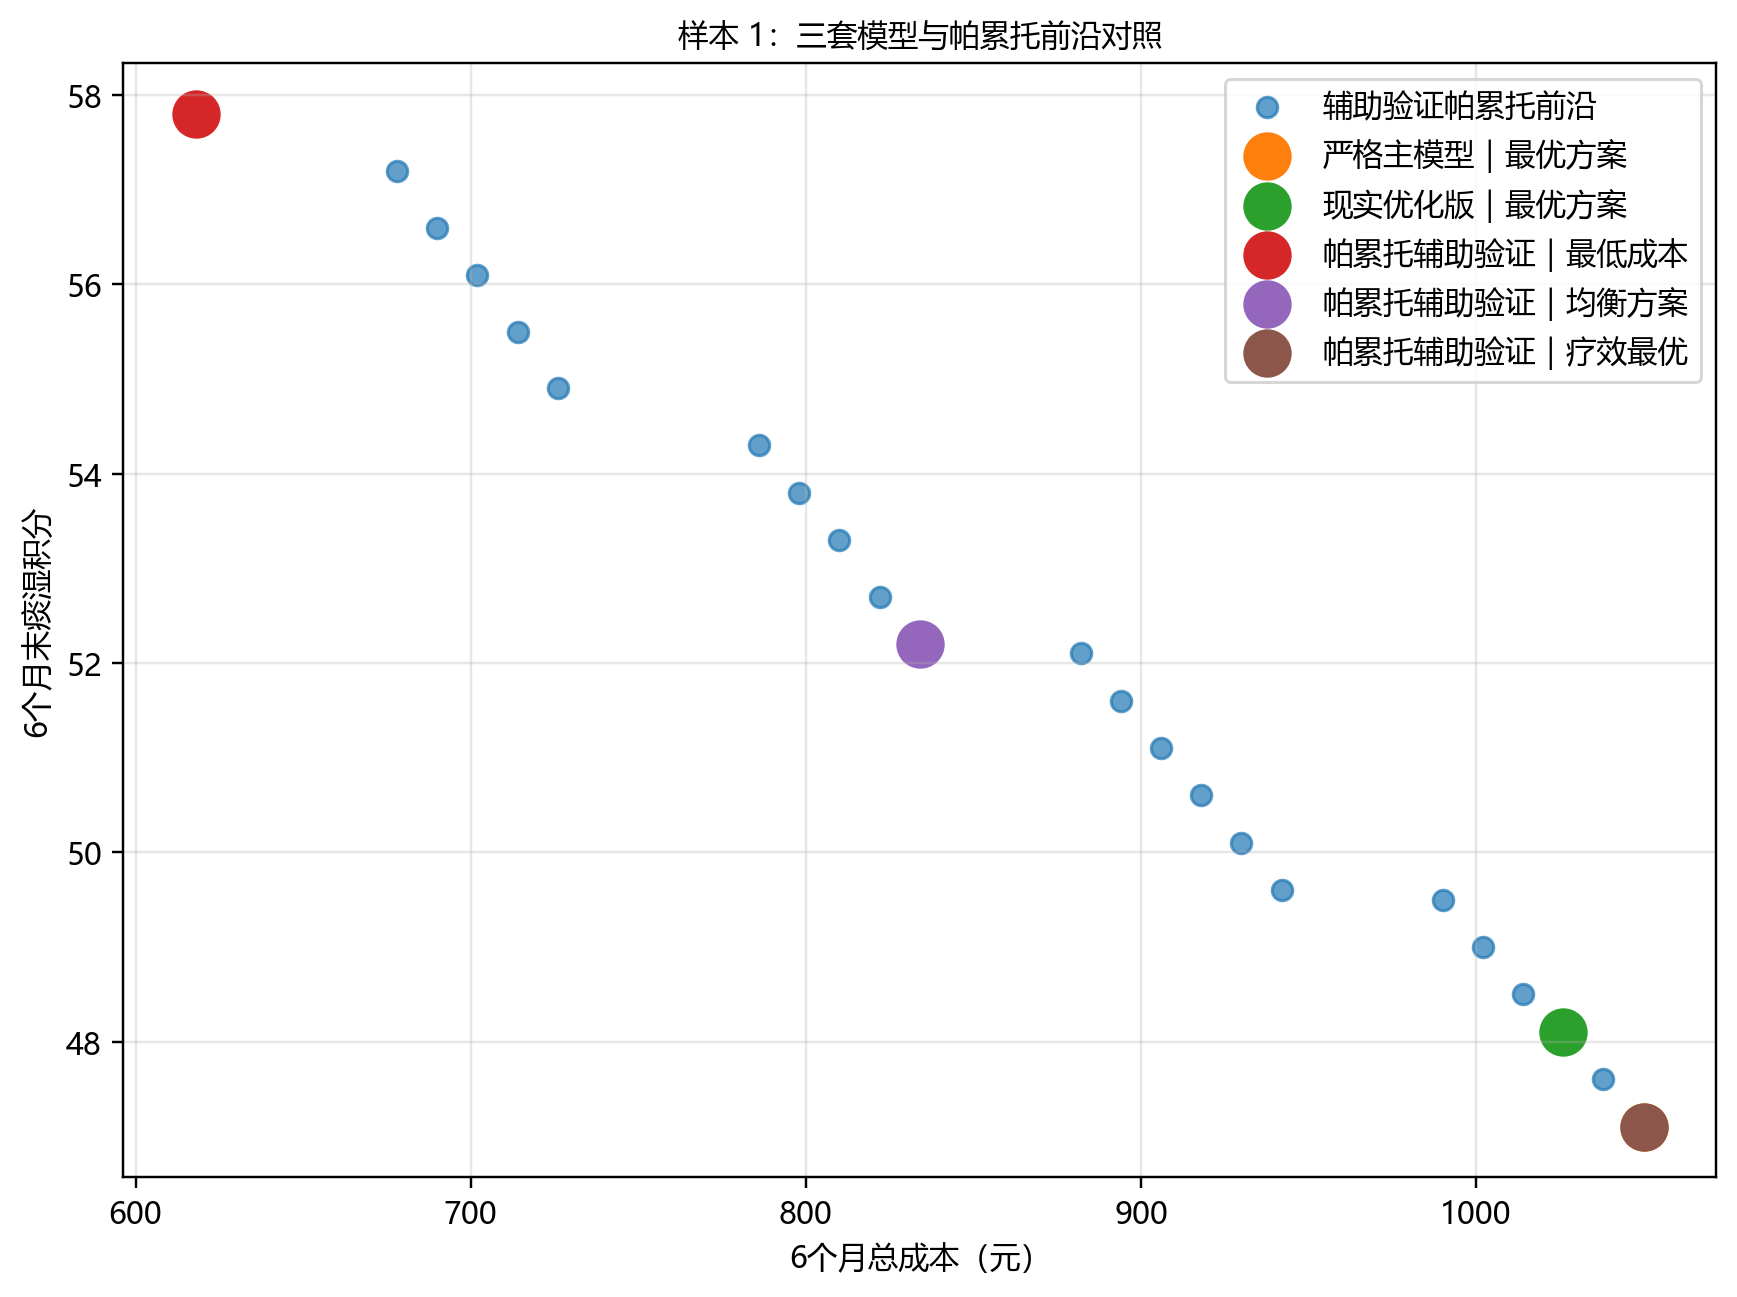 样本 1：三套模型与帕累托前沿对照
辅助验证帕累托前沿
严格主模型｜最优方案
现实优化版｜最优方案
帕累托辅助验证｜最低成本
帕累托辅助验证｜均衡方案
帕累托辅助验证｜疗效最优
58
56
54
52
50
48
6个月末痰湿积分
600
700
800
900
1000
6个月总成本（元）